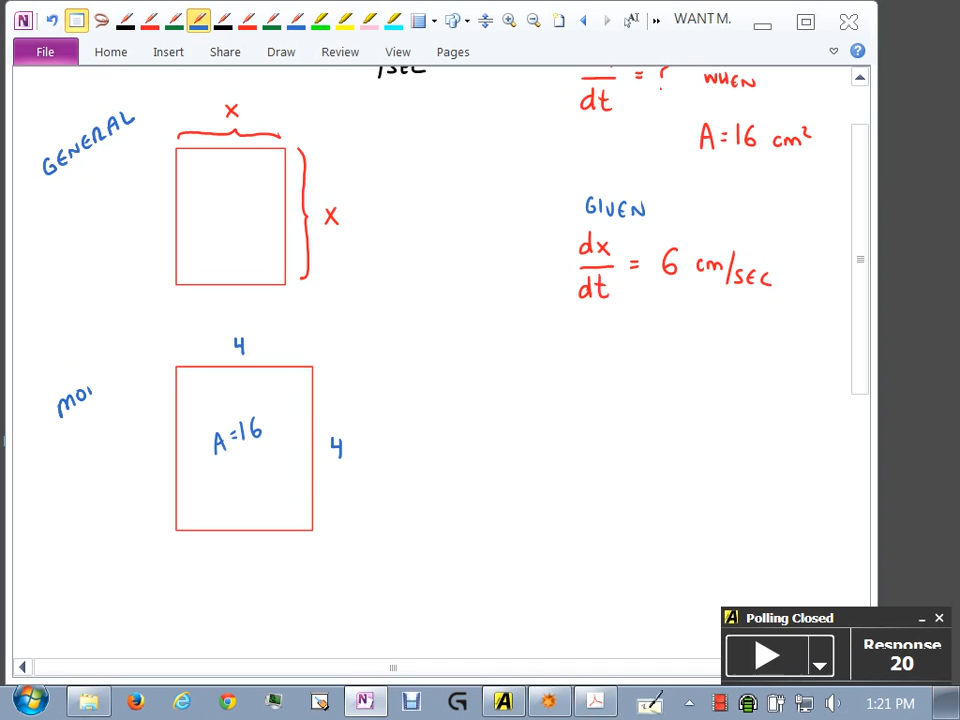 WANT M.
File Home Insert Share Draw Review View Pages
/SEC
dt = ? WHEN
A=16 cm²
GENERAL
x
x
GIVEN
dx
dt = 6 cm/SEC
4
MO
A=16
4
Polling Closed
Response
20
1:21 PM